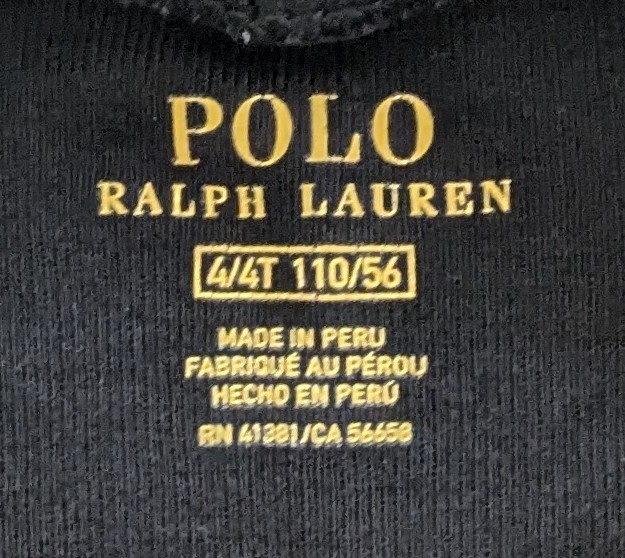 POLO
RALPH LAUREN
4/4T 110/56
MADE IN PERU
FABRIQUÉ AU PÉROU
HECHO EN PERÚ
RN 41381/CA 56658